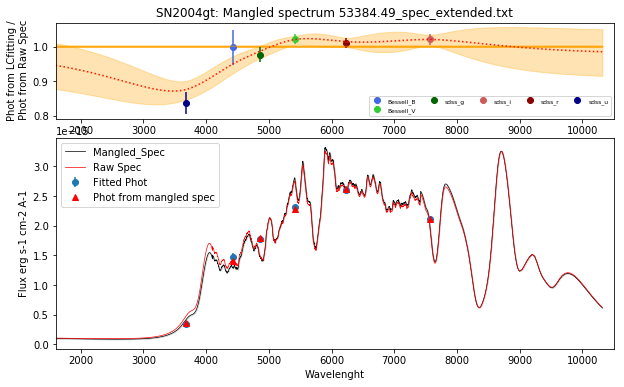 SN2004gt: Mangled spectrum 53384.49_spec_extended.txt
Phot from LCfitting /
Phot from Raw Spec
1.0
0.9
0.8
Bessell_B
Bessell_V
sdss_g
sdss_i
sdss_r
sdss_u
2000 3000 4000 5000 6000 7000 8000 9000 10000
1e−15
Flux erg s-1 cm-2 A-1
3.5
3.0
2.5
2.0
1.5
1.0
0.5
0.0
Mangled_Spec
Raw Spec
Fitted Phot
Phot from mangled spec
2000 3000 4000 5000 6000 7000 8000 9000 10000
Wavelenght